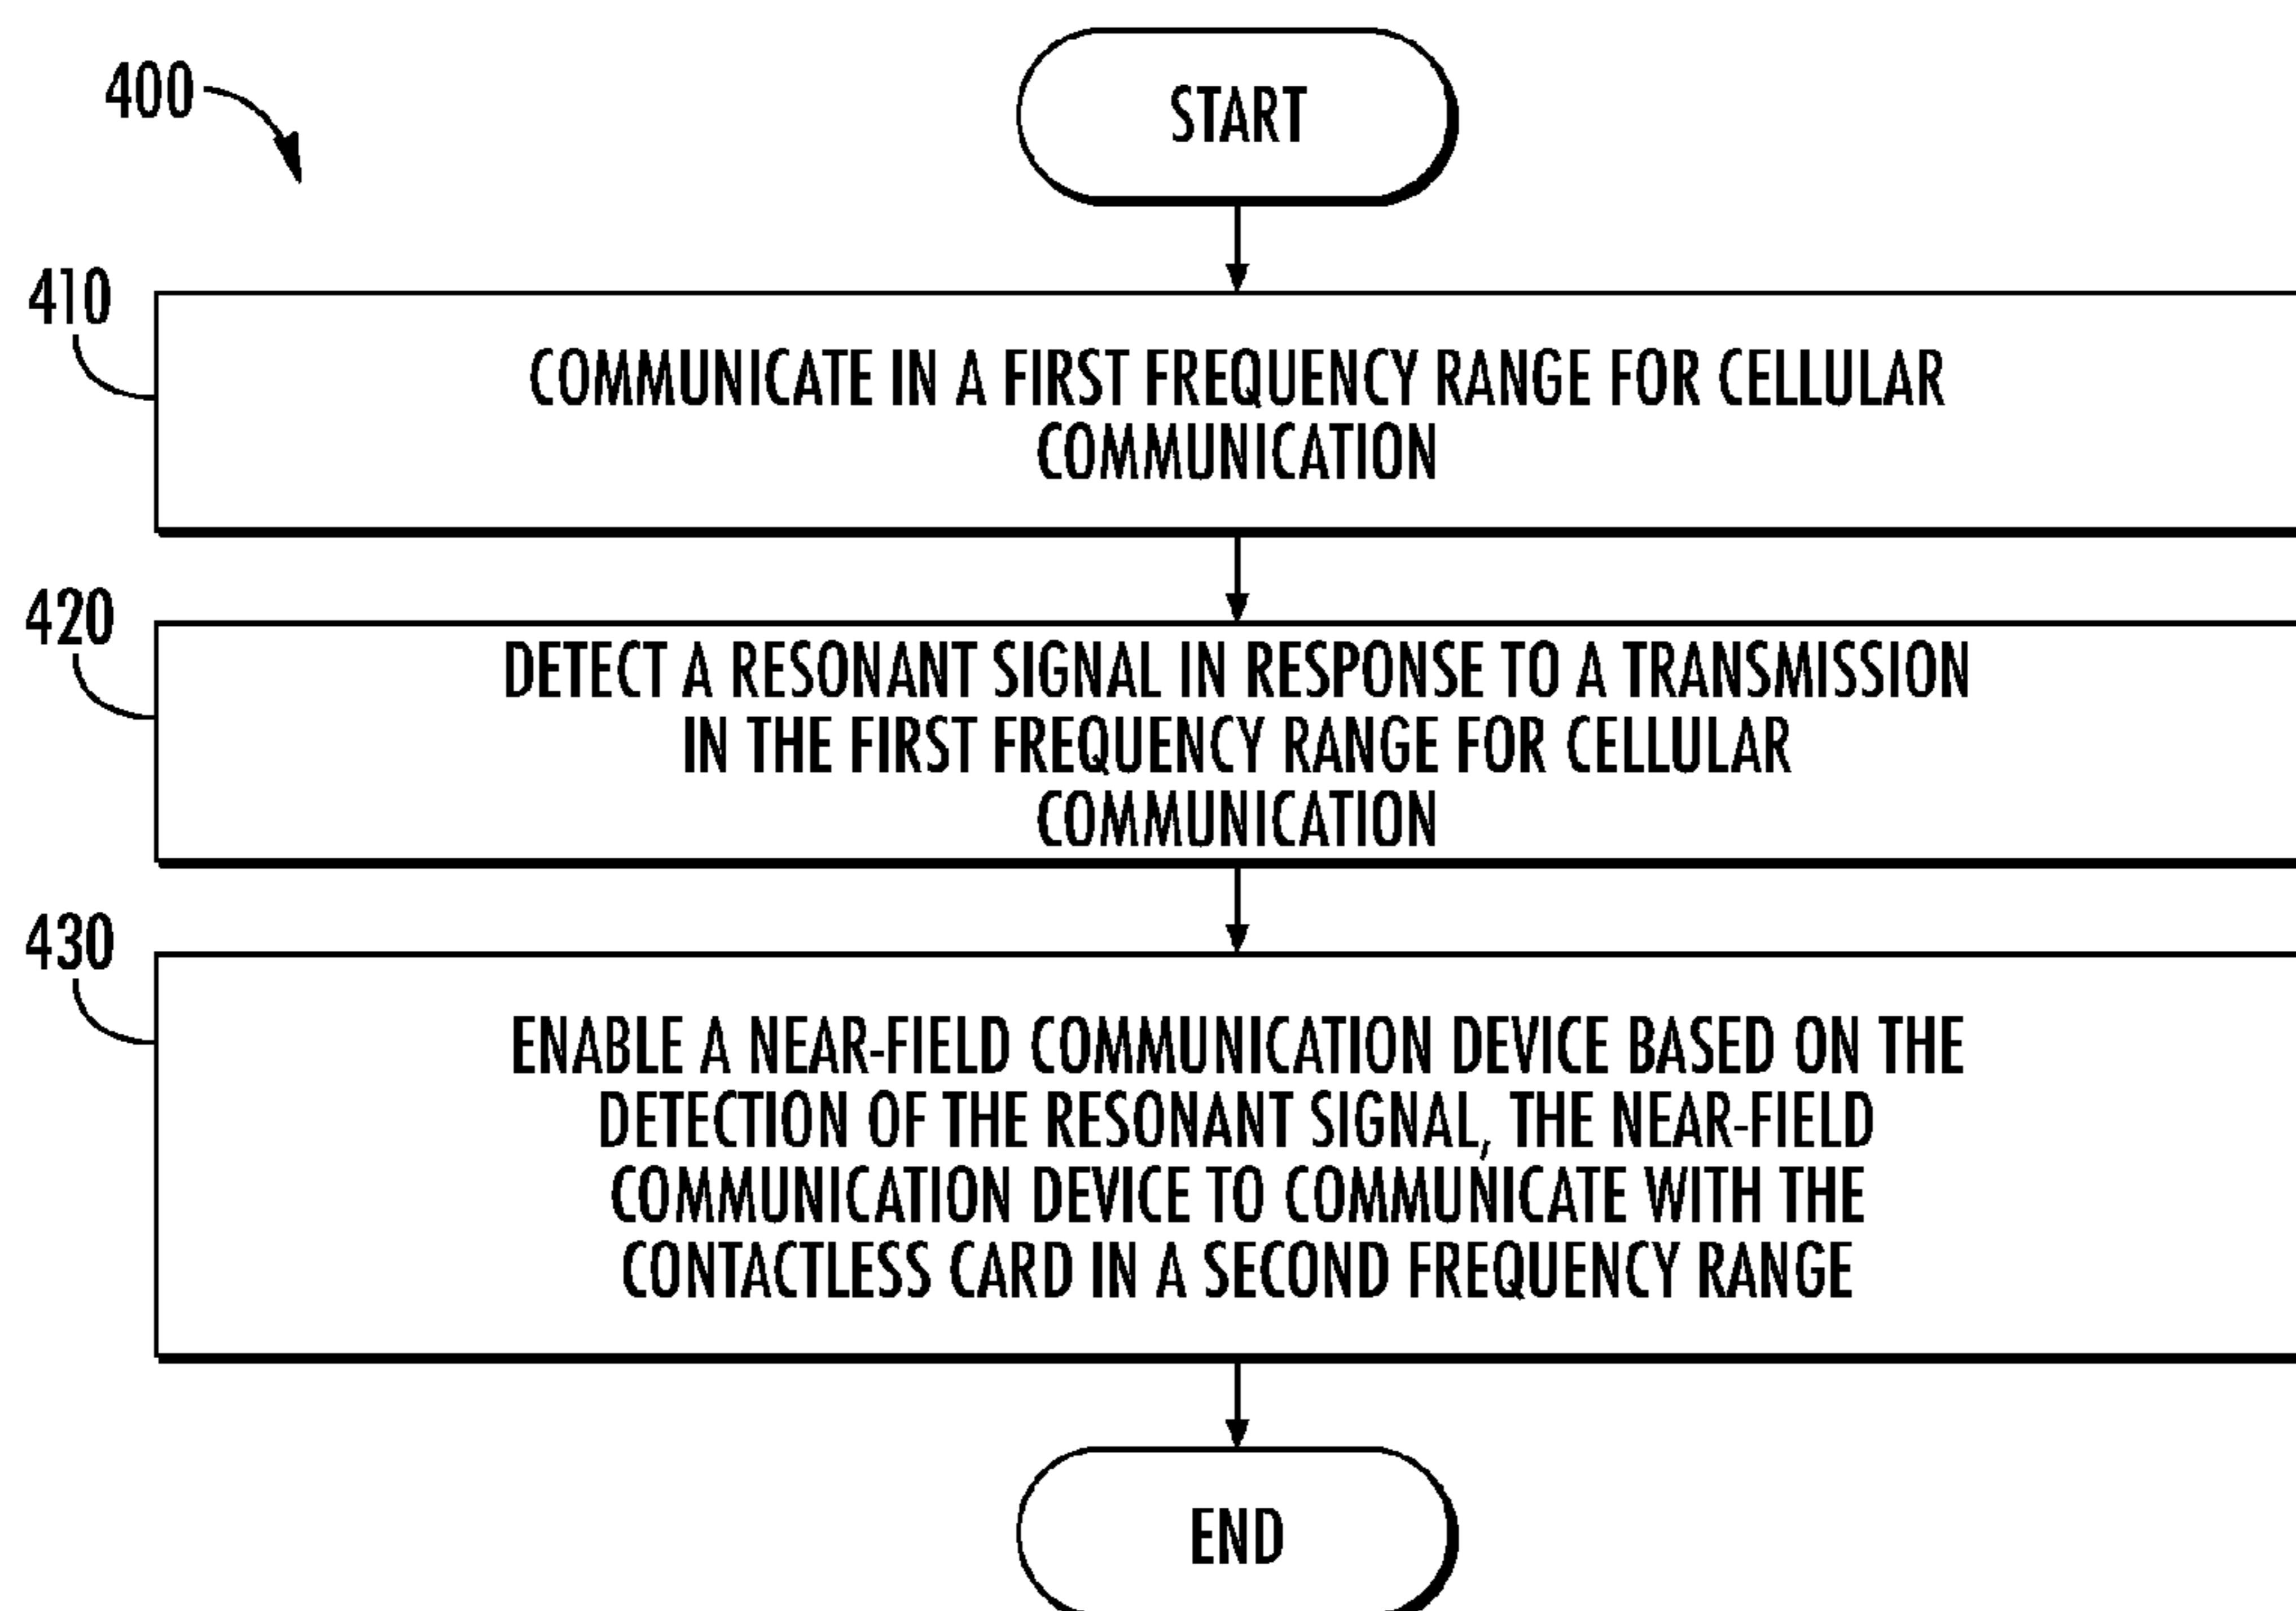 400
START
410
COMMUNICATE IN A FIRST FREQUENCY RANGE FOR CELLULAR
COMMUNICATION
420
DETECT A RESONANT SIGNAL IN RESPONSE TO A TRANSMISSION
IN THE FIRST FREQUENCY RANGE FOR CELLULAR
COMMUNICATION
430
ENABLE A NEAR-FIELD COMMUNICATION DEVICE BASED ON THE
DETECTION OF THE RESONANT SIGNAL, THE NEAR-FIELD
COMMUNICATION DEVICE TO COMMUNICATE WITH THE
CONTACTLESS CARD IN A SECOND FREQUENCY RANGE
END